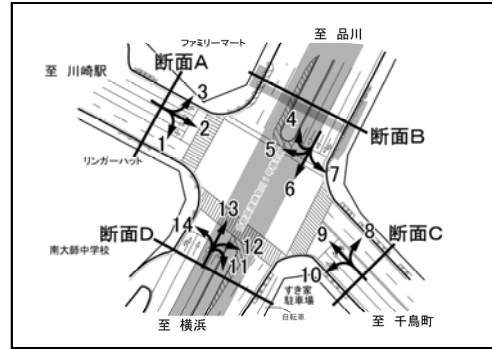 ファミリーマート
至 品川
断面A
至 川崎駅
3
2
1
リンガーハット
4
5
6
7
断面B
13
14
12
11
断面D
南大師中学校
9
8
10
断面C
すき家
駐車場
自転車
至 横浜
至 千鳥町